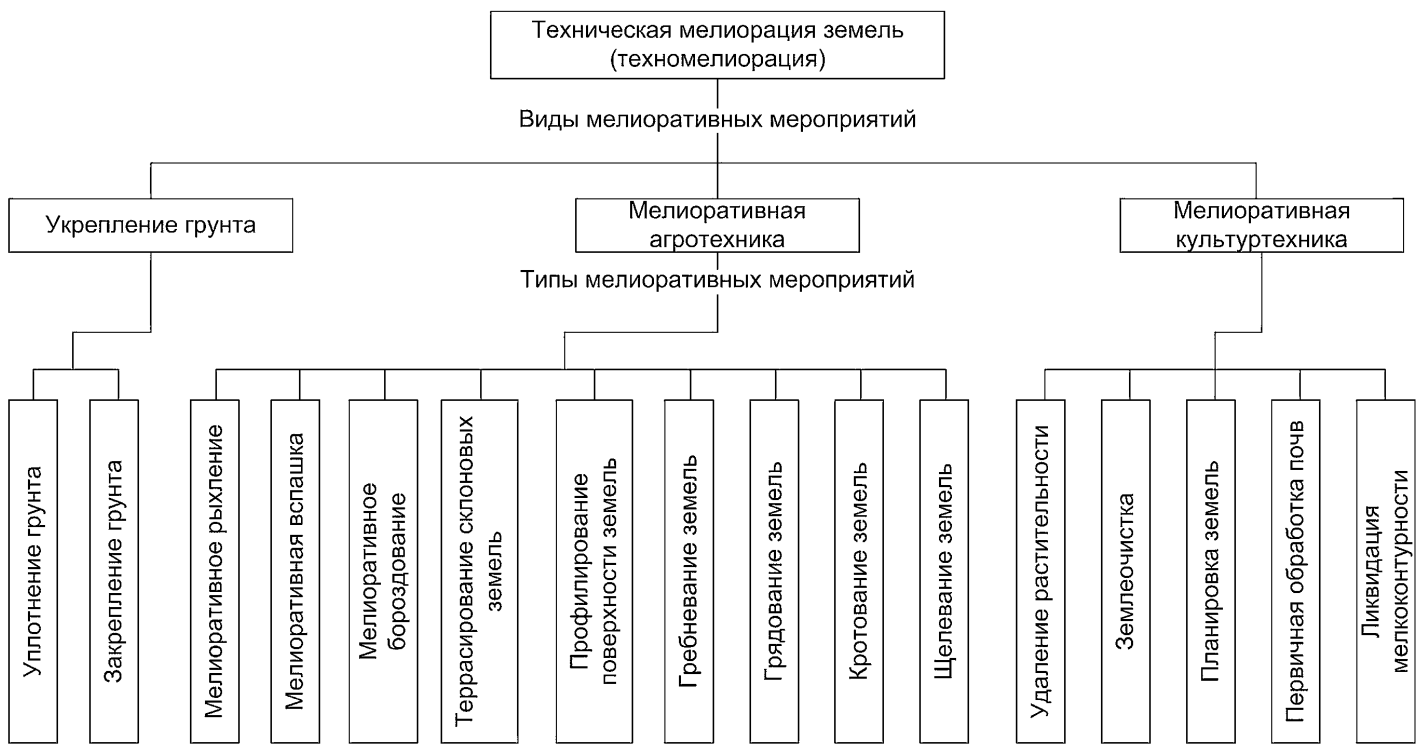 Техническая мелиорация земель
(техномелиорация)
Виды мелиоративных мероприятий
Укрепление грунта
Мелиоративная
агротехника
Мелиоративная
культуртехника
Типы мелиоративных мероприятий
Уплотнение грунта
Закрепление грунта
Мелиоративное рыхление
Мелиоративная вспашка
Мелиоративное
бороздование
Террасирование склоновых
земель
Профилирование
поверхности земель
Гребневание земель
Грядование земель
Кротование земель
Щелевание земель
Удаление растительности
Землеочистка
Планировка земель
Первичная обработка почв
Ликвидация
мелкоконтурности